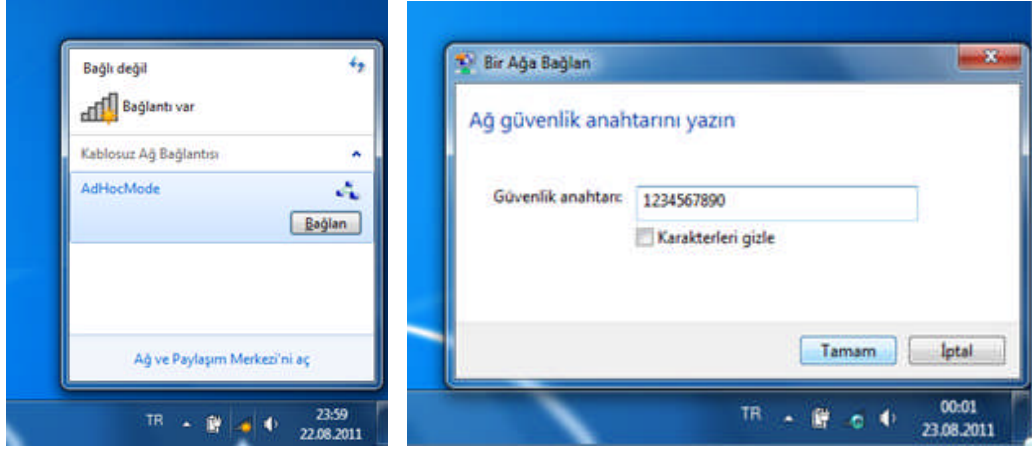 Bağlı değil
Bağlantı var
Kablosuz Ağ Bağlantısı
AdHocMode
Bağlan
Ağ ve Paylaşım Merkezi'ni aç
TR
23:59
22.08.2011
Bir Ağa Bağlan
Ağ güvenlik anahtarını yazın
Güvenlik anahtarı:
1234567890
Karakterleri gizle
Tamam
İptal
TR
00:01
23.08.2011